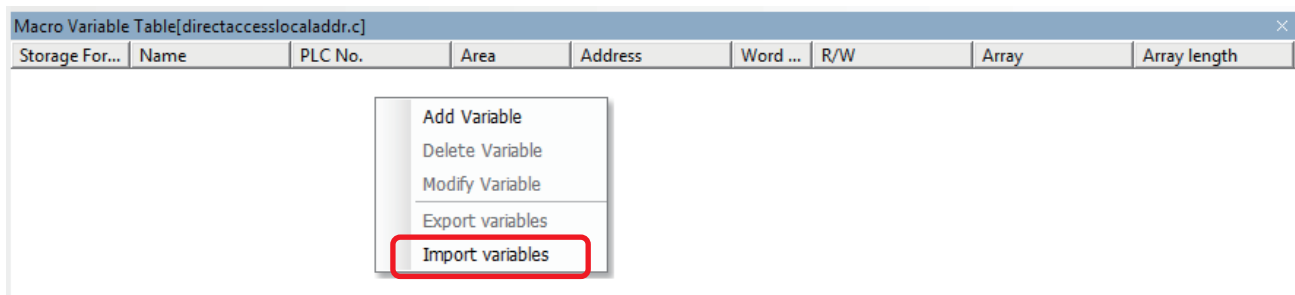 Macro Variable Table[directaccesslocaladdr.c]
Storage For... Name PLC No. Area Address Word ... R/W Array Array length
Add Variable
Delete Variable
Modify Variable
Export variables
Import variables